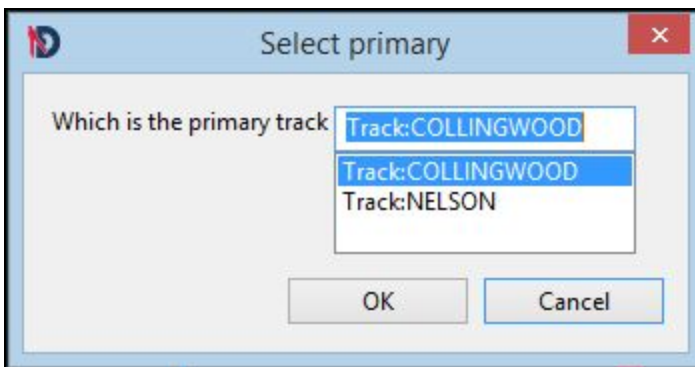 Select primary
Which is the primary track Track:COLLINGWOOD
Track:COLLINGWOOD
Track:NELSON
OK Cancel